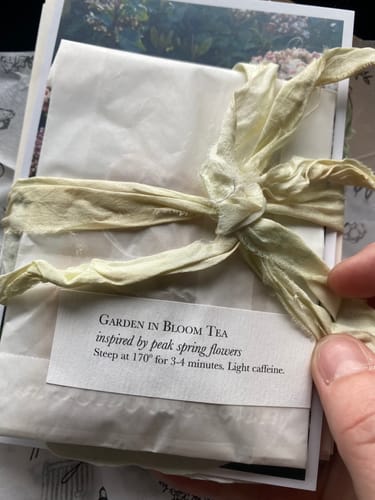 Garden in Bloom Tea
inspired by peak spring flowers
Steep at 170° for 3-4 minutes. Light caffeine.